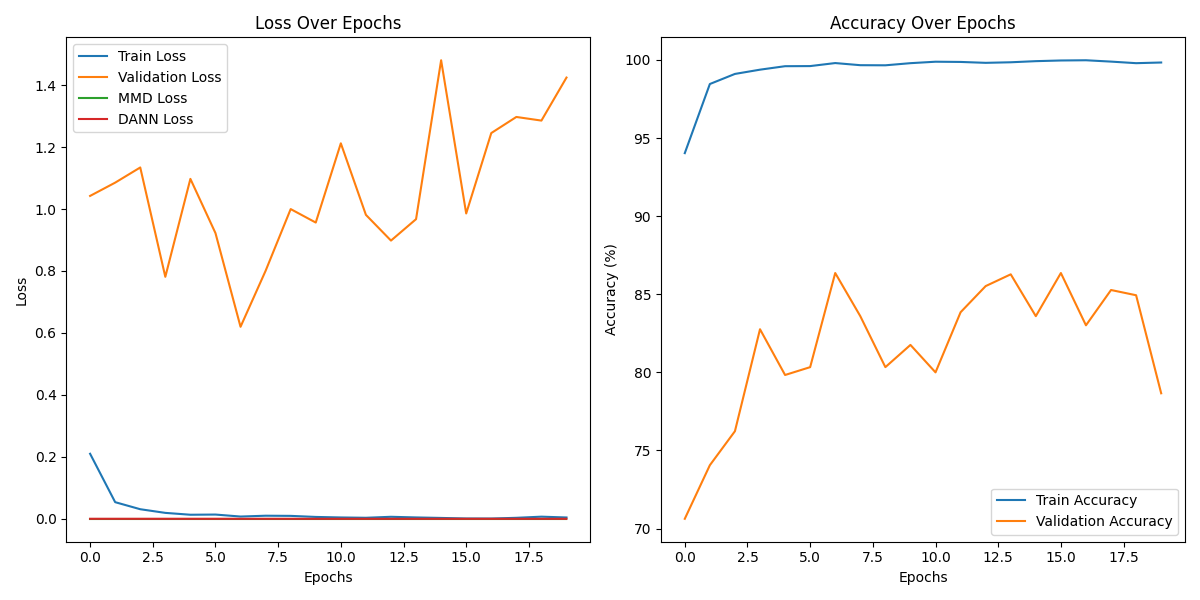 Loss Over Epochs
Train Loss
Validation Loss
MMD Loss
DANN Loss
1.4
1.2
1.0
0.8
0.6
0.4
0.2
0.0
Loss
0.0 2.5 5.0 7.5 10.0 12.5 15.0 17.5
Epochs
Accuracy Over Epochs
100
95
90
85
80
75
70
Accuracy (%)
Train Accuracy
Validation Accuracy
0.0 2.5 5.0 7.5 10.0 12.5 15.0 17.5
Epochs